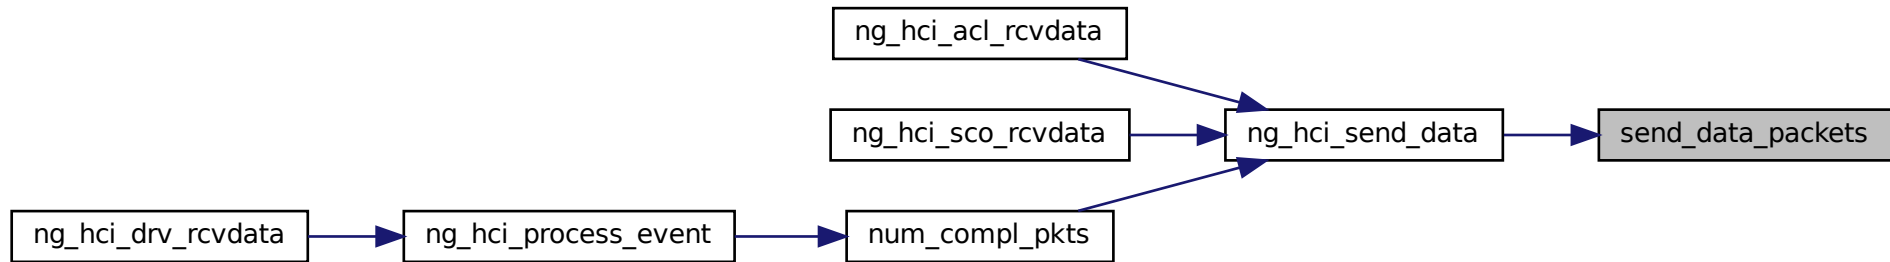 ng_hci_acl_rcvdata
ng_hci_sco_rcvdata
ng_hci_send_data
send_data_packets
ng_hci_drv_rcvdata
ng_hci_process_event
num_compl_pkts